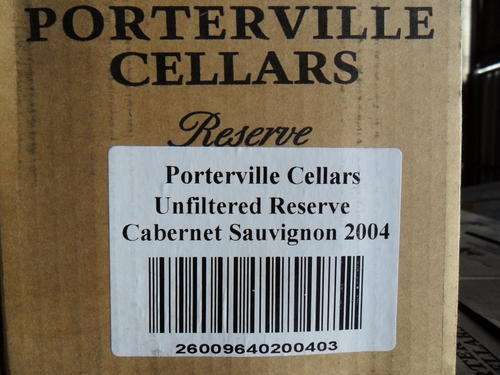 PORTERVILLE
CELLARS
Reserve
Porterville Cellars
Unfiltered Reserve
Cabernet Sauvignon 2004
26009640200403